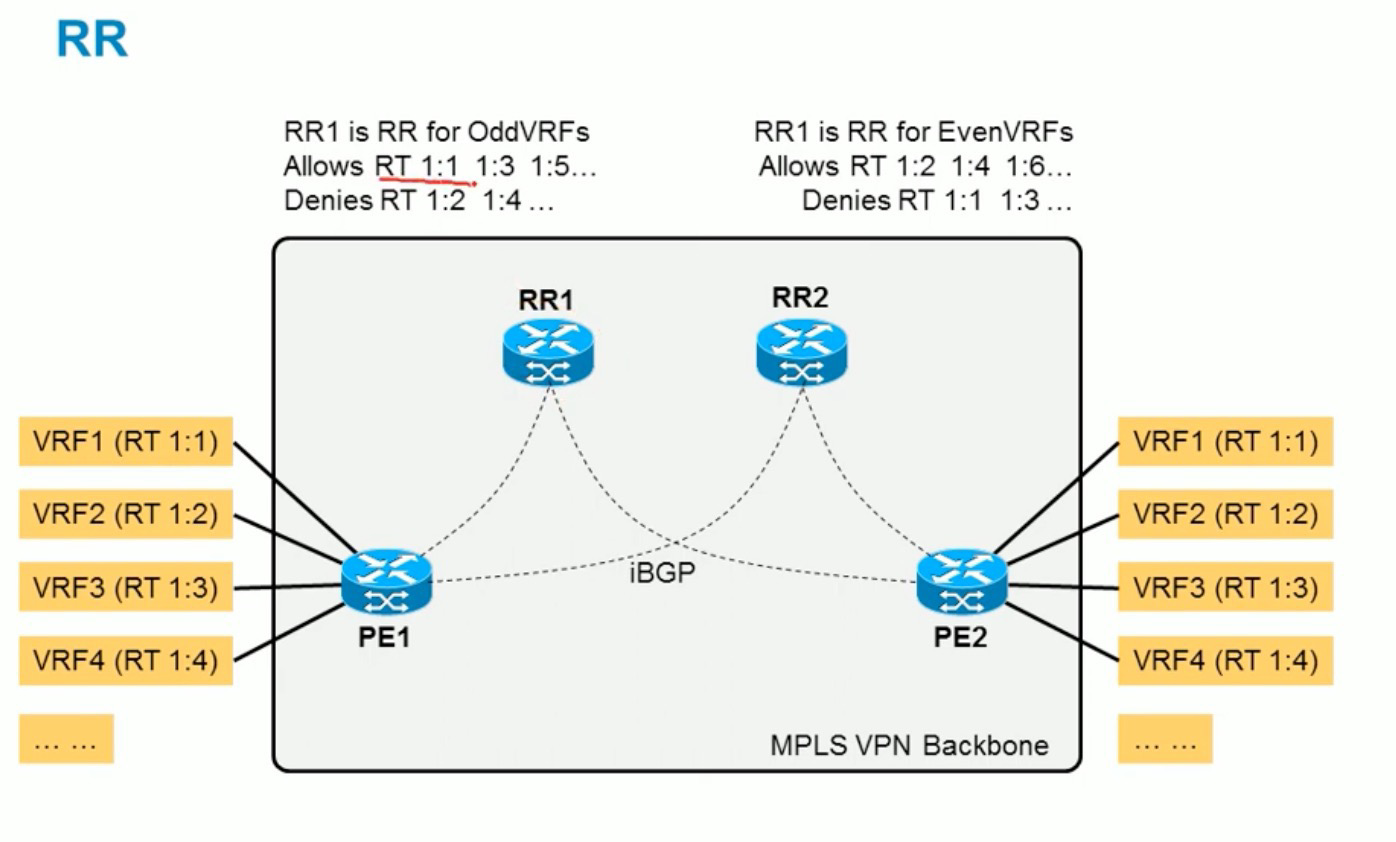 RR
RR1 is RR for OddVRFs
Allows RT 1:1 1:3 1:5...
Denies RT 1:2 1:4 ...
RR1 is RR for EvenVRFs
Allows RT 1:2 1:4 1:6...
Denies RT 1:1 1:3 ...
RR1
RR2
VRF1 (RT 1:1)
VRF2 (RT 1:2)
VRF3 (RT 1:3)
VRF4 (RT 1:4)
... ...
iBGP
PE1
PE2
VRF1 (RT 1:1)
VRF2 (RT 1:2)
VRF3 (RT 1:3)
VRF4 (RT 1:4)
... ...
MPLS VPN Backbone